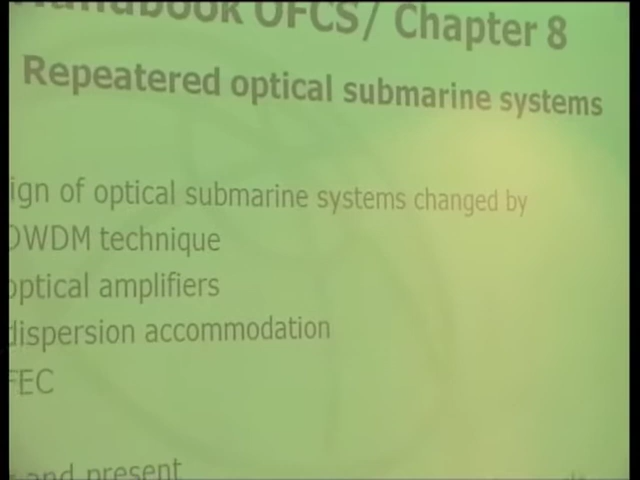 Handbook OFCS/ Chapter 8
Repeatered optical submarine systems
ign of optical submarine systems changed by
DWDM technique
optical amplifiers
dispersion accommodation
FEC
and present